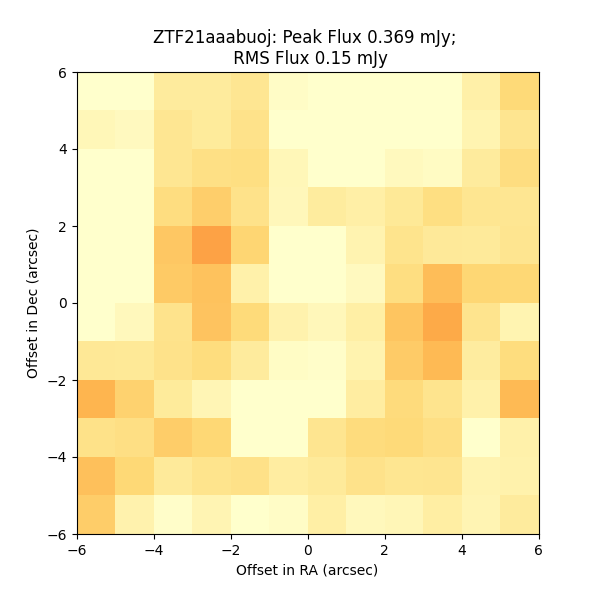 ZTF21aaabuoj: Peak Flux 0.369 mJy;
RMS Flux 0.15 mJy
6
4
2
0
−2
−4
−6
Offset in Dec (arcsec)
−6 −4 −2 0 2 4 6
Offset in RA (arcsec)